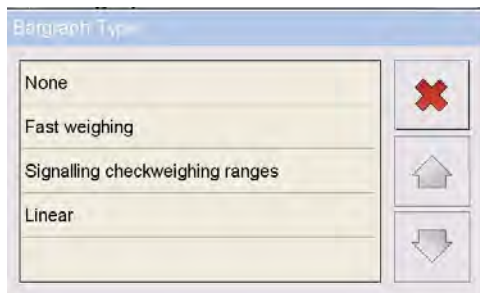 Bargraph Type
None
Fast weighing
Signalling checkweighing ranges
Linear